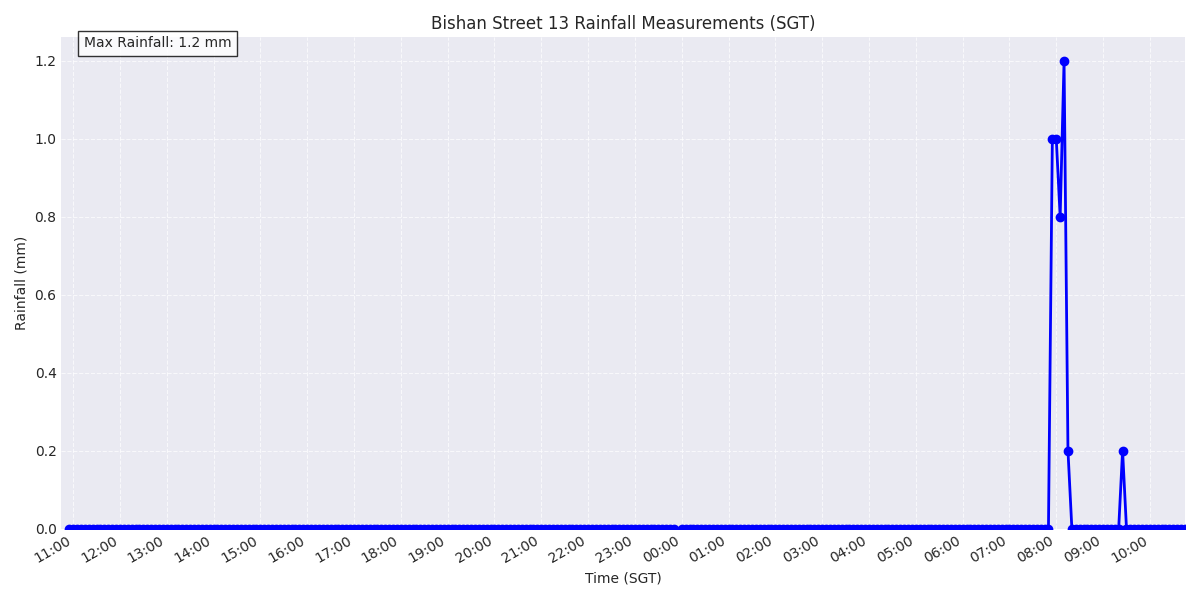 Bishan Street 13 Rainfall Measurements (SGT)
Max Rainfall: 1.2 mm
Rainfall (mm)
1.2
1.0
0.8
0.6
0.4
0.2
0.0
11:00 12:00 13:00 14:00 15:00 16:00 17:00 18:00 19:00 20:00 21:00 22:00 23:00 00:00 01:00 02:00 03:00 04:00 05:00 06:00 07:00 08:00 09:00 10:00
Time (SGT)